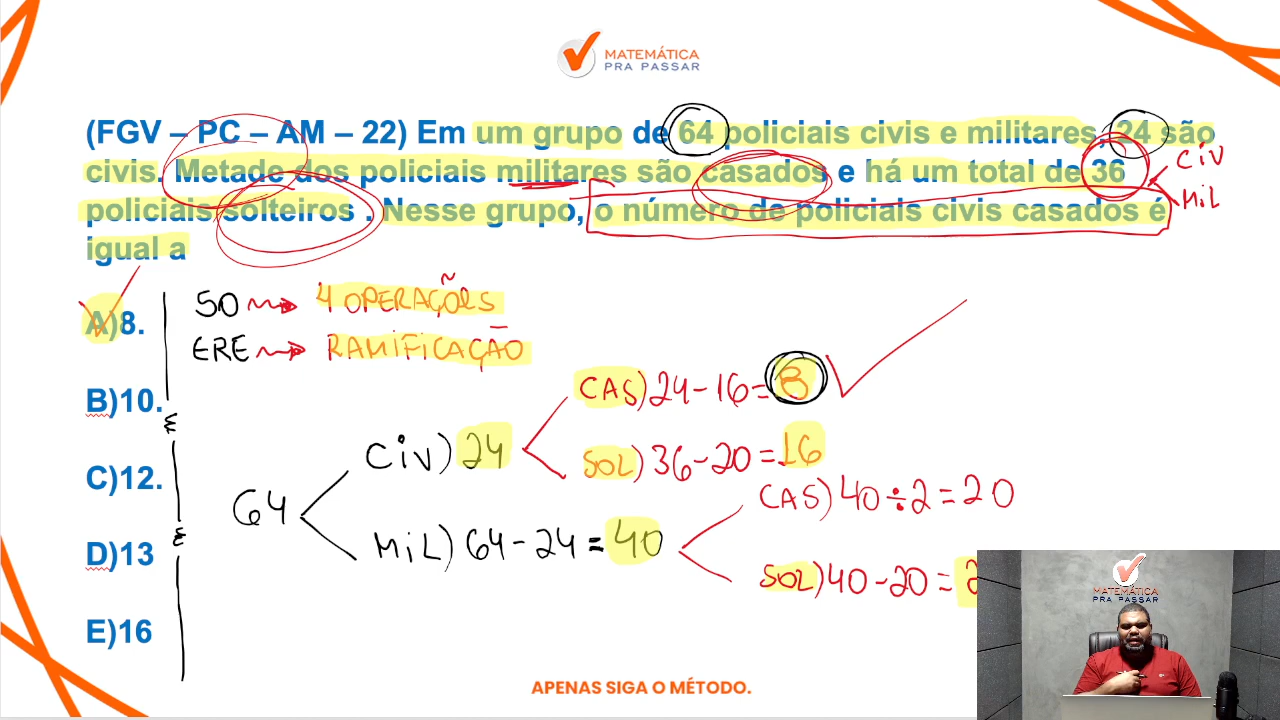 MATEMÁTICA
PRA PASSAR
(FGV – PC – AM – 22) Em um grupo de 64 policiais civis e militares, 24 são
civis. Metade dos policiais militares são casados e há um total de 36
policiais solteiros . Nesse grupo, o número de policiais civis casados é
igual a
CIV
MIL
A)8.
B)10.
C)12.
D)13
E)16
SO 4 OPERAÇÕES
ERE RAMIFICAÇÃO
64
CIV) 24
CAS) 24-16=8
SOL) 36-20=16
MIL) 64-24=40
CAS) 40÷2=20
SOL) 40-20=2
MATEMÁTICA
PRA PASSAR
APENAS SIGA O MÉTODO.